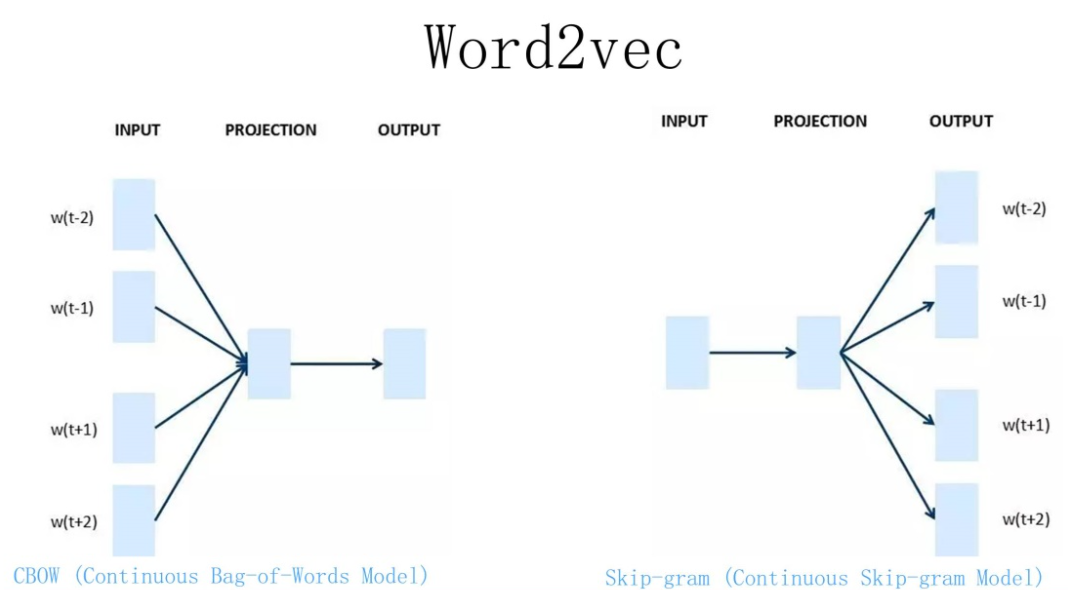 Word2vec
INPUT PROJECTION OUTPUT
w(t-2)
w(t-1)
w(t+1)
w(t+2)
CBOW (Continuous Bag-of-Words Model)
INPUT PROJECTION OUTPUT
w(t-2)
w(t-1)
w(t+1)
w(t+2)
Skip-gram (Continuous Skip-gram Model)